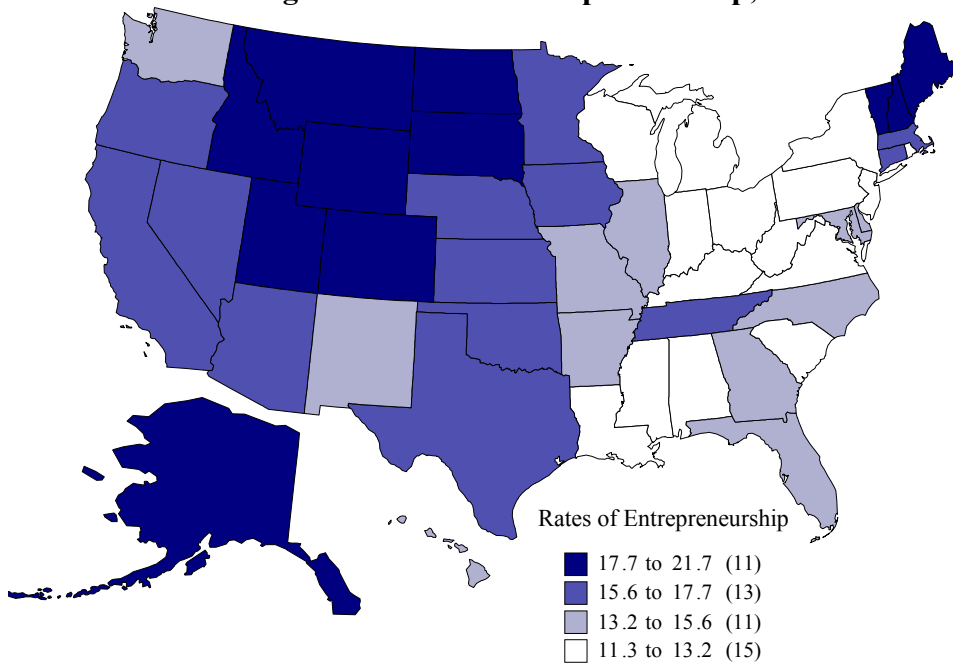 Rates of Entrepreneurship
17.7 to 21.7 (11)
15.6 to 17.7 (13)
13.2 to 15.6 (11)
11.3 to 13.2 (15)